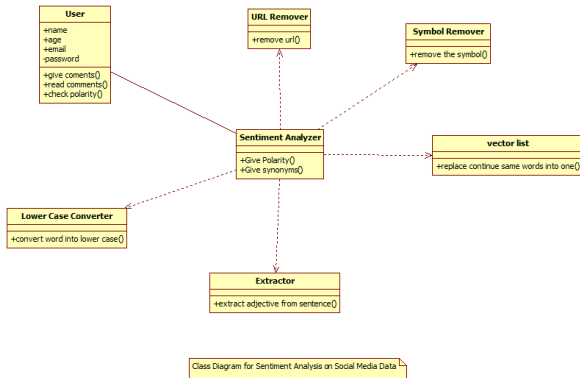 User
+name
+age
+email
-password
+give coments()
+read comments()
+check polarity()
URL Remover
+remove url()
Symbol Remover
+remove the symbol()
Sentiment Analyzer
+Give Polarity()
+Give synonyms()
vector list
+replace continue same words into one()
Lower Case Converter
+convert word into lower case()
Extractor
+extract adjective from sentence()
Class Diagram for Sentiment Analysis on Social Media Data